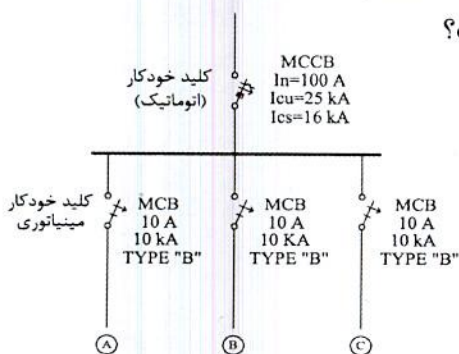 ؟
MCCB
In=100 A
Icu=25 kA
Ics=16 kA
کلید خودکار
(اتوماتیک)
کلید خودکار
مینیاتوری
MCB
10 A
10 kA
TYPE "B"
MCB
10 A
10 KA
TYPE "B"
MCB
10 A
10 kA
TYPE "B"
A
B
C